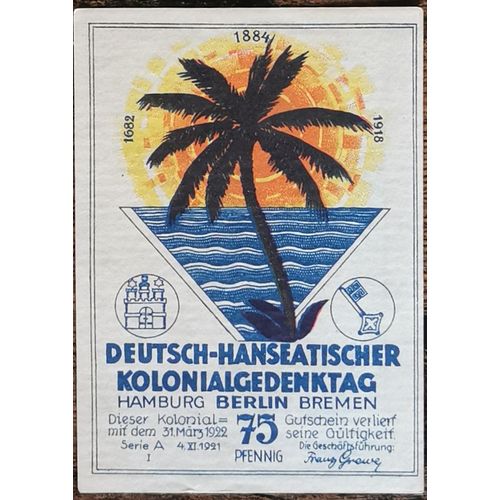 1884
1682
1918
DEUTSCH-HANSEATISCHER
KOLONIALGEDENKTAG
HAMBURG BERLIN BREMEN
Dieser Kolonial= 75 Gutschein verliert
mit dem 31. März 1922 seine Gültigkeit.
Serie A 4. XI. 1921 PFENNIG Die Geschäftsführung:
I